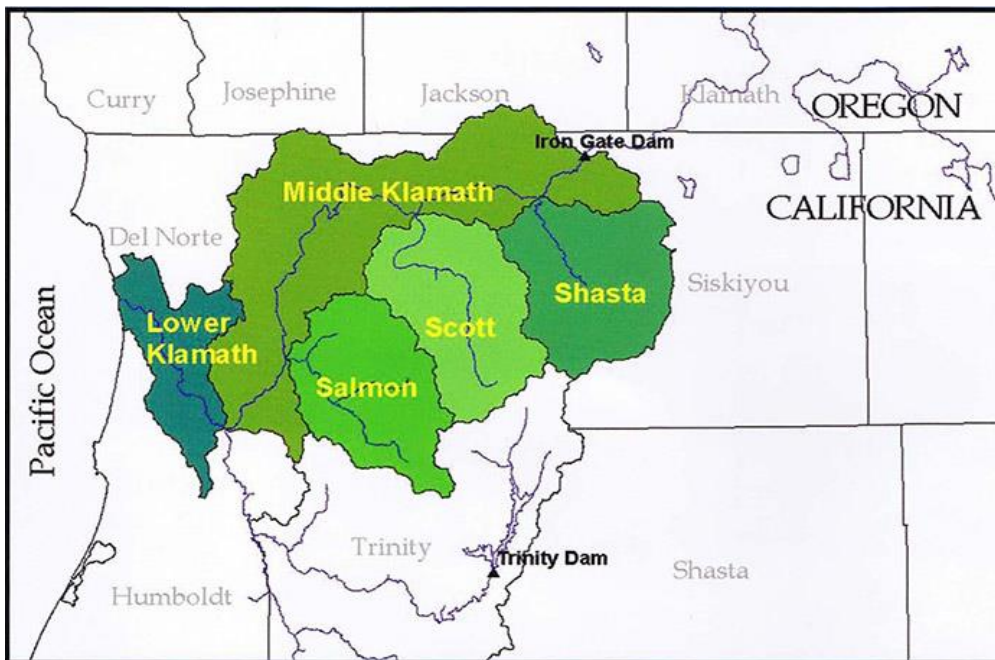 Curry
Josephine
Jackson
Klamath
OREGON
Iron Gate Dam
Middle Klamath
CALIFORNIA
Del Norte
Siskiyou
Shasta
Lower
Klamath
Scott
Salmon
Pacific Ocean
Trinity
Trinity Dam
Shasta
Humboldt